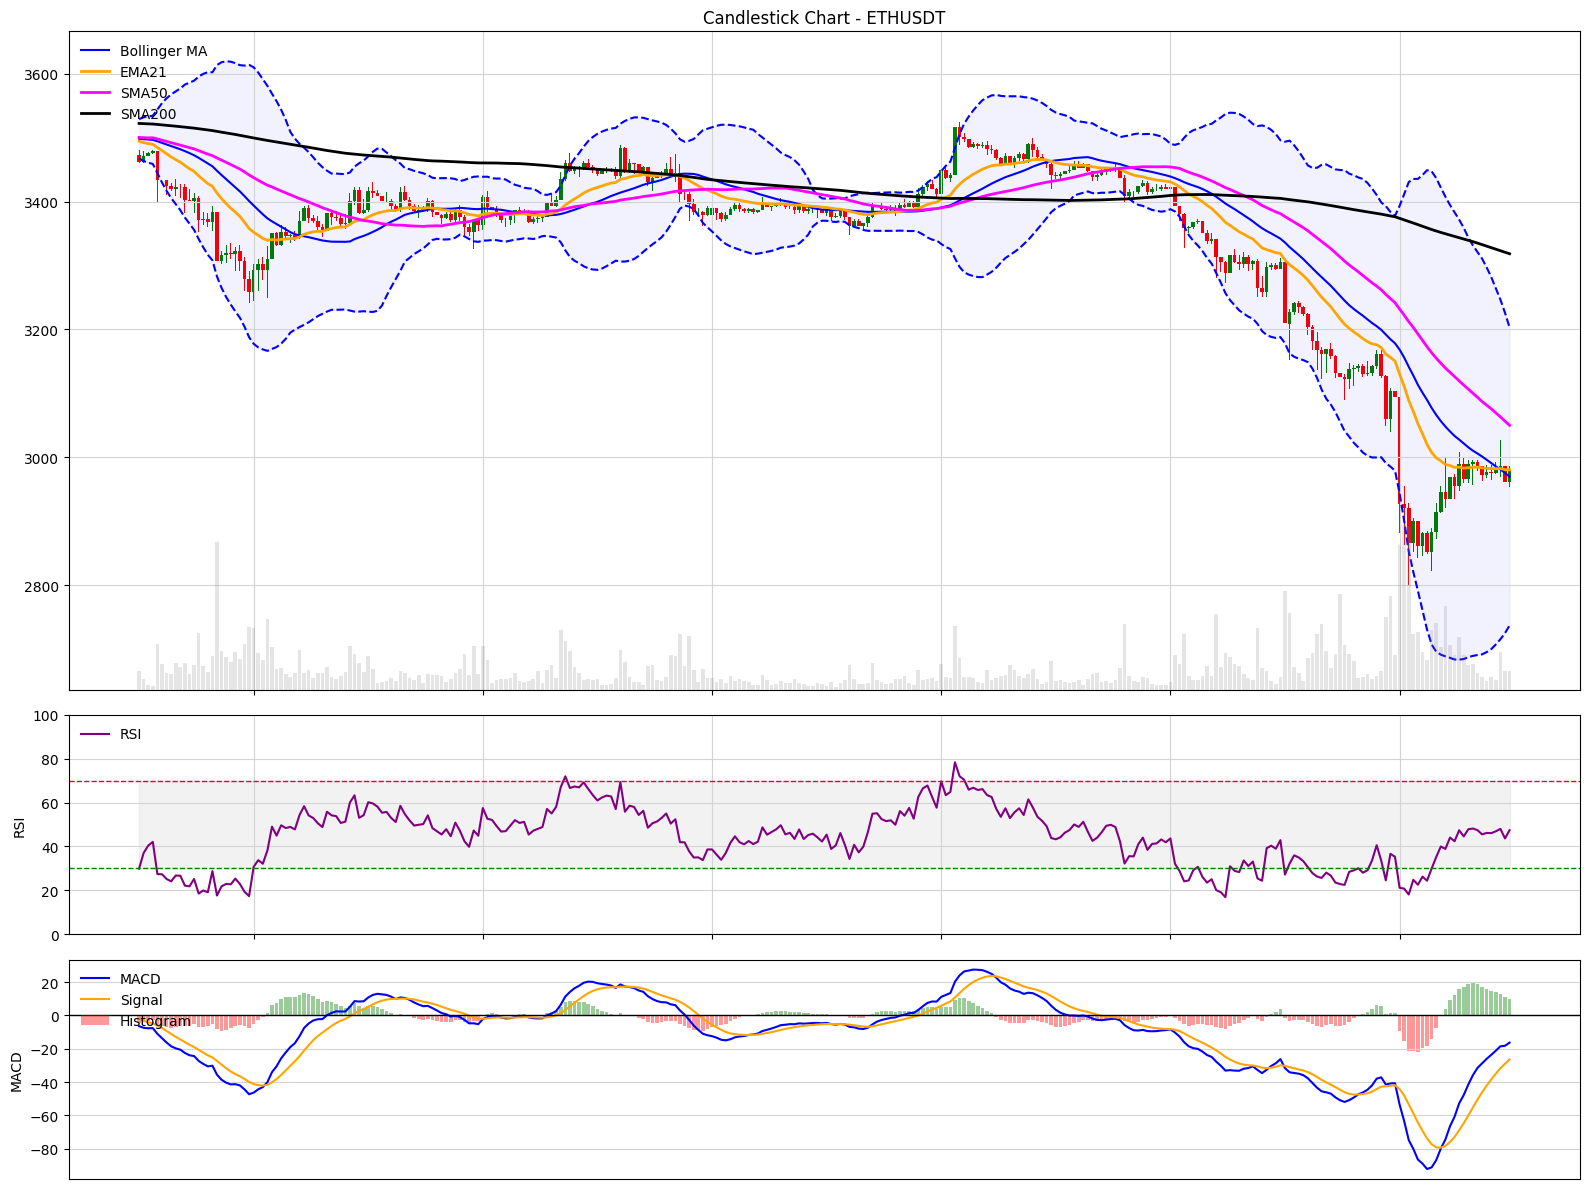 Candlestick Chart - ETHUSDT
Bollinger MA
EMA21
SMA50
SMA200
3600
3400
3200
3000
2800
RSI
100
80
60
40
20
0
RSI
MACD
Signal
Histogram
20
0
−20
−40
−60
−80
MACD